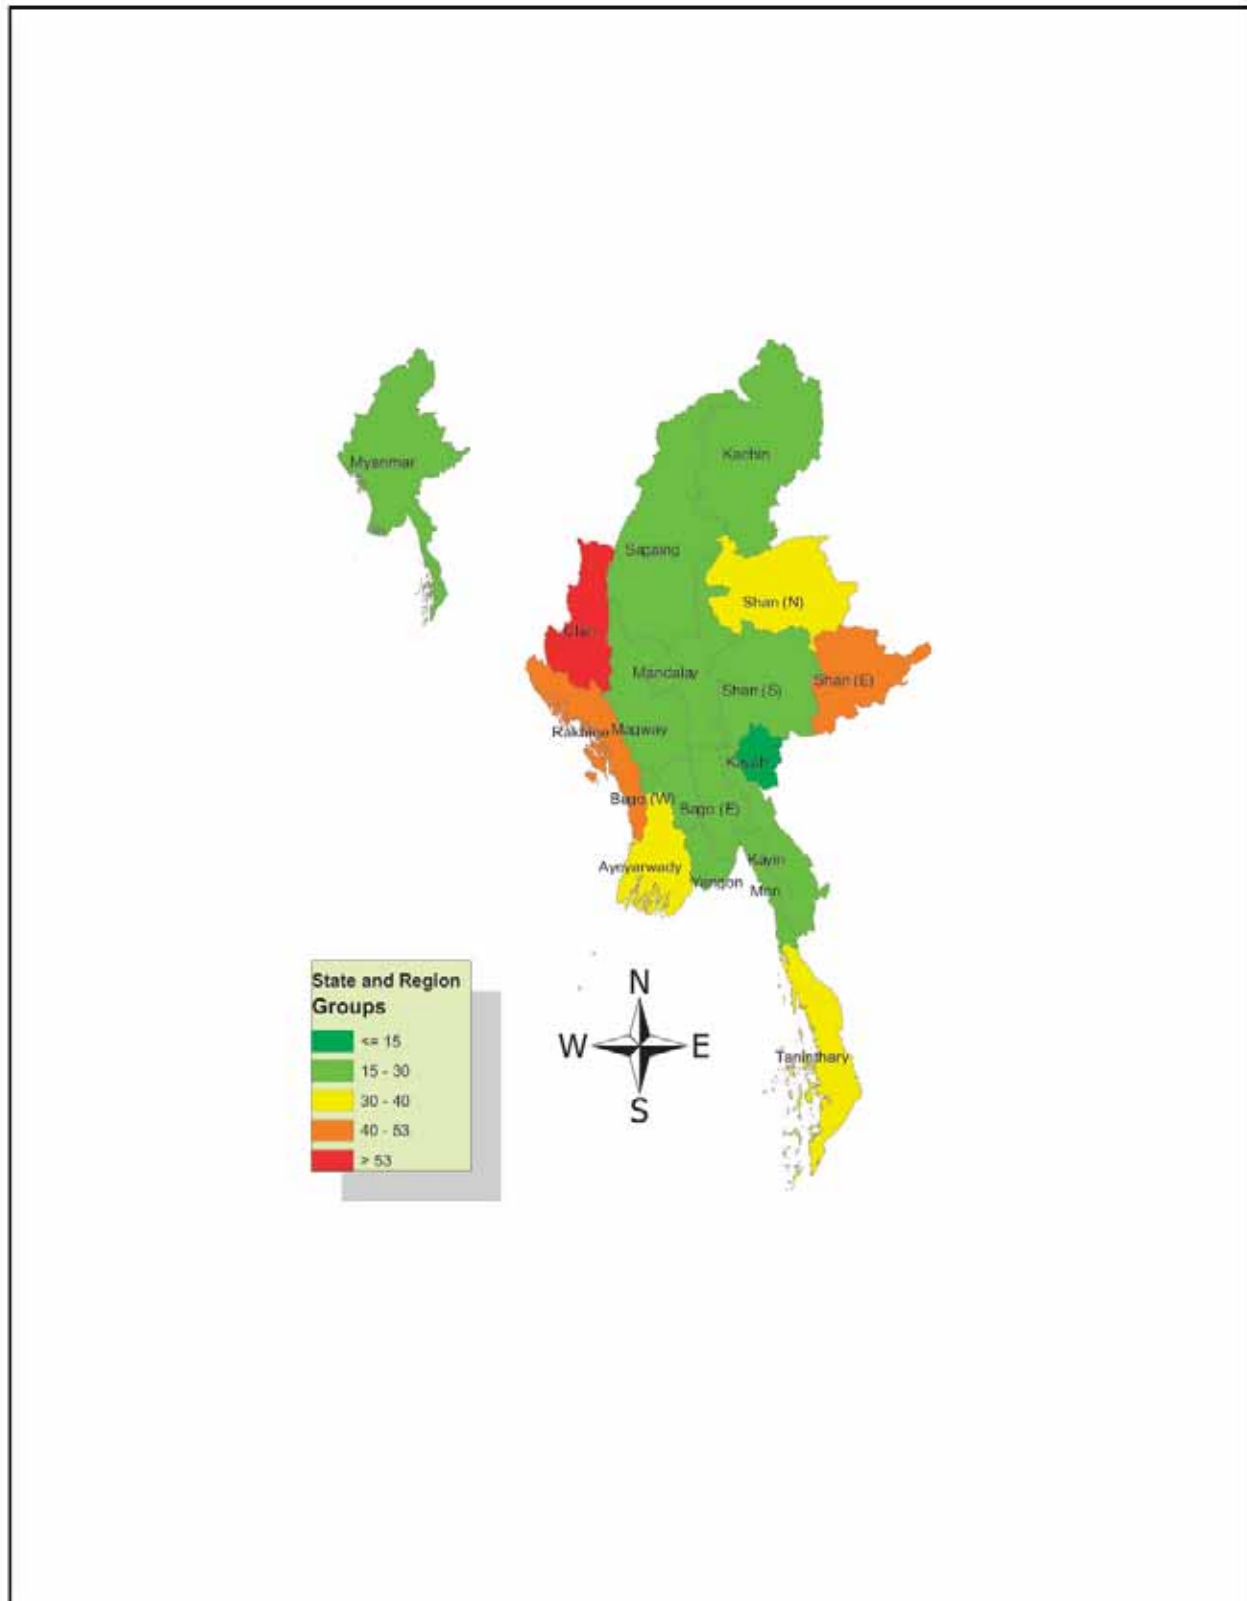 Kachin
Myanmar
Sagaing
Shan (N)
Chin
Mandalay
Shan (E)
Shan (S)
Rakhine
Magway
Kayah
Bago (W)
Bago (E)
Kayin
Ayeyarwady
Yangon
Mon
State and Region
Groups
<= 15
15 - 30
30 - 40
40 - 53
> 53
N
W
E
S
Taninthary